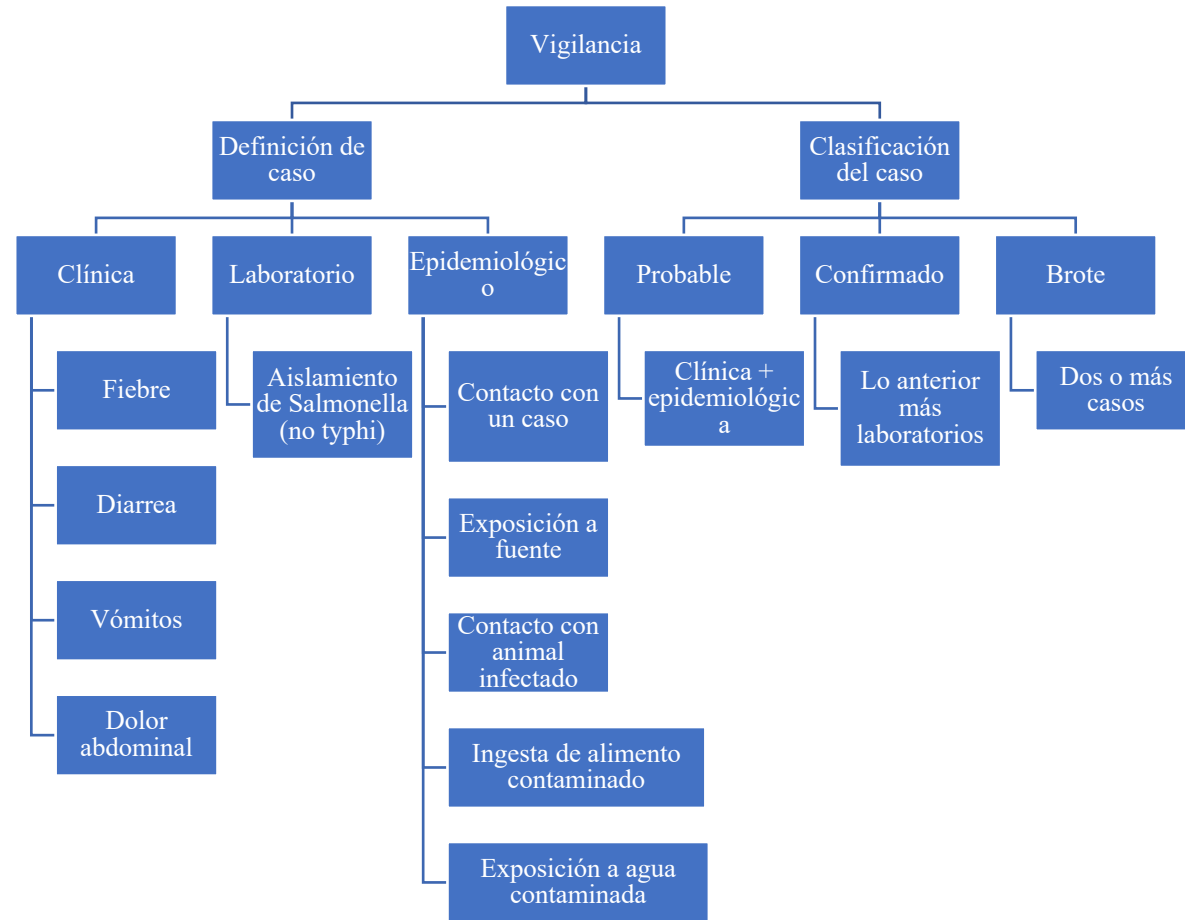 Vigilancia
Definición de
caso
Clasificación
del caso
Clínica
Laboratorio
Epidemiológic
o
Probable
Confirmado
Brote
Fiebre
Diarrea
Vómitos
Dolor
abdominal
Aislamiento
de Salmonella
(no typhi)
Contacto con
un caso
Exposición a
fuente
Contacto con
animal
infectado
Ingesta de alimento
contaminado
Exposición a agua
contaminada
Clínica +
epidemiológic
a
Lo anterior
más
laboratorios
Dos o más
casos